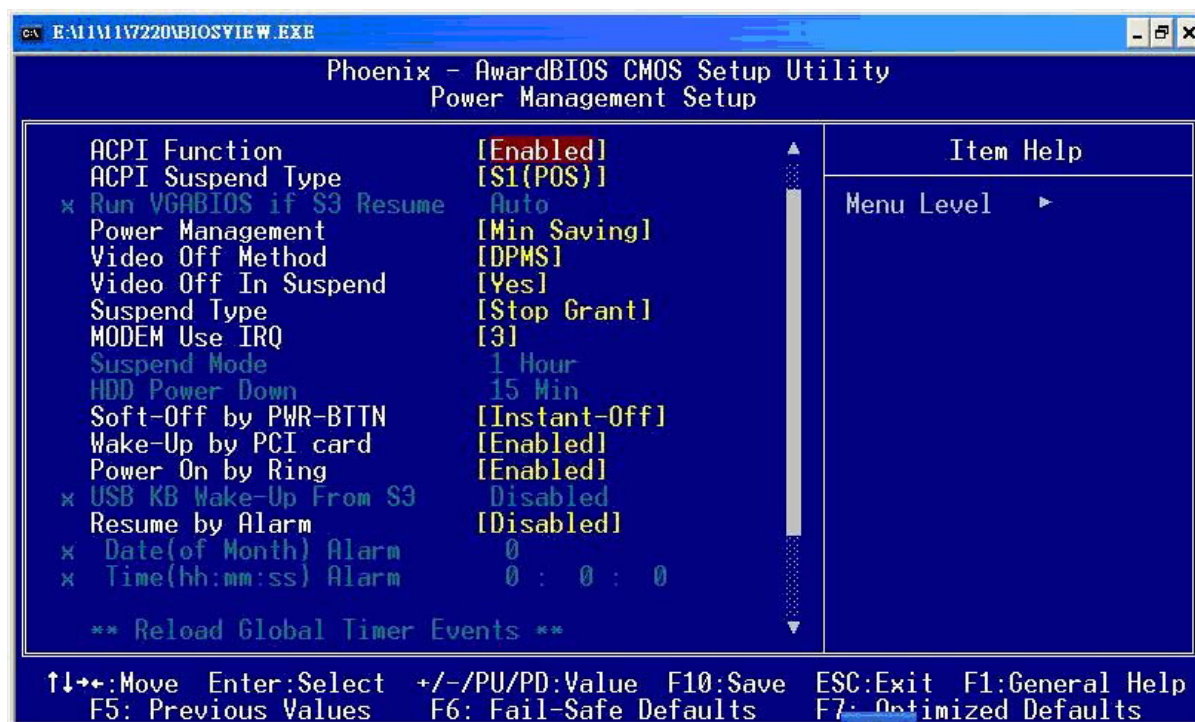 E:\11\11\7220\BIOSVIEW.EXE
Phoenix - AwardBIOS CMOS Setup Utility
Power Management Setup
ACPI Function [Enabled]
ACPI Suspend Type [S1(POS)]
x Run VGABIOS if S3 Resume Auto
Power Management [Min Saving]
Video Off Method [DPMS]
Video Off In Suspend [Yes]
Suspend Type [Stop Grant]
MODEM Use IRQ [3]
Suspend Mode 1 Hour
HDD Power Down 15 Min
Soft-Off by PWR-BTTN [Instant-Off]
Wake-Up by PCI card [Enabled]
Power On by Ring [Enabled]
x USB KB Wake-Up From S3 Disabled
Resume by Alarm [Disabled]
x Date(of Month) Alarm 0
x Time(hh:mm:ss) Alarm 0 : 0 : 0
** Reload Global Timer Events **
Item Help
Menu Level ►
↑↓→←:Move Enter:Select +/-/PU/PD:Value F10:Save ESC:Exit F1:General Help
F5: Previous Values F6: Fail-Safe Defaults F7: Optimized Defaults